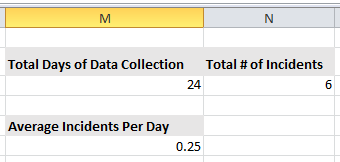 M N
Total Days of Data Collection Total # of Incidents
24 6
Average Incidents Per Day
0.25